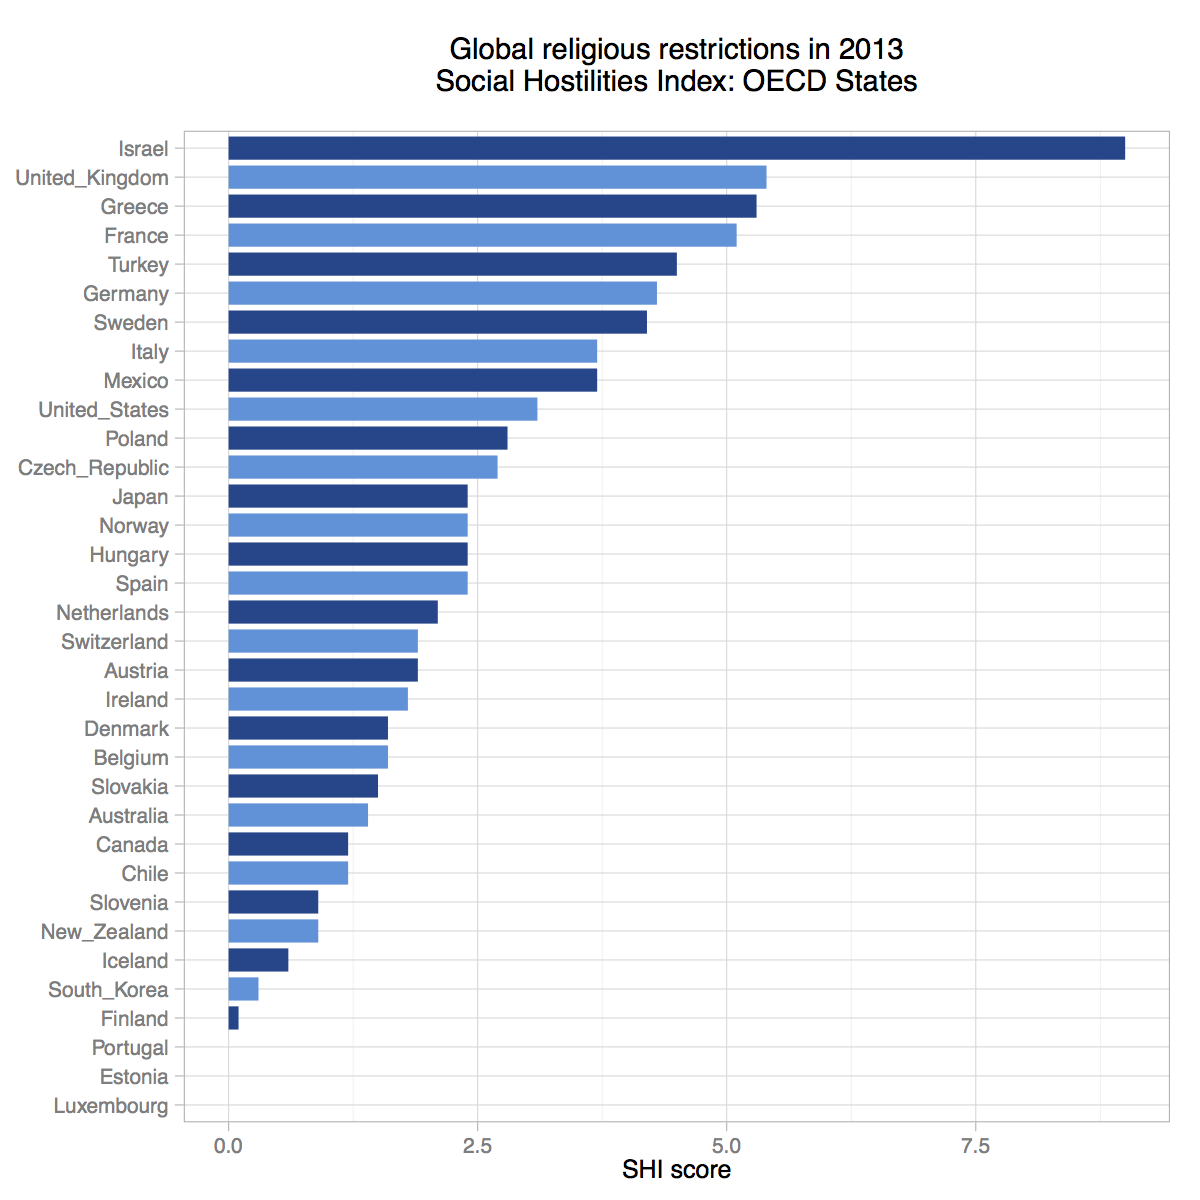 Global religious restrictions in 2013
Social Hostilities Index: OECD States
Israel
United_Kingdom
Greece
France
Turkey
Germany
Sweden
Italy
Mexico
United_States
Poland
Czech_Republic
Japan
Norway
Hungary
Spain
Netherlands
Switzerland
Austria
Ireland
Denmark
Belgium
Slovakia
Australia
Canada
Chile
Slovenia
New_Zealand
Iceland
South_Korea
Finland
Portugal
Estonia
Luxembourg
0.0 2.5 5.0 7.5
SHI score